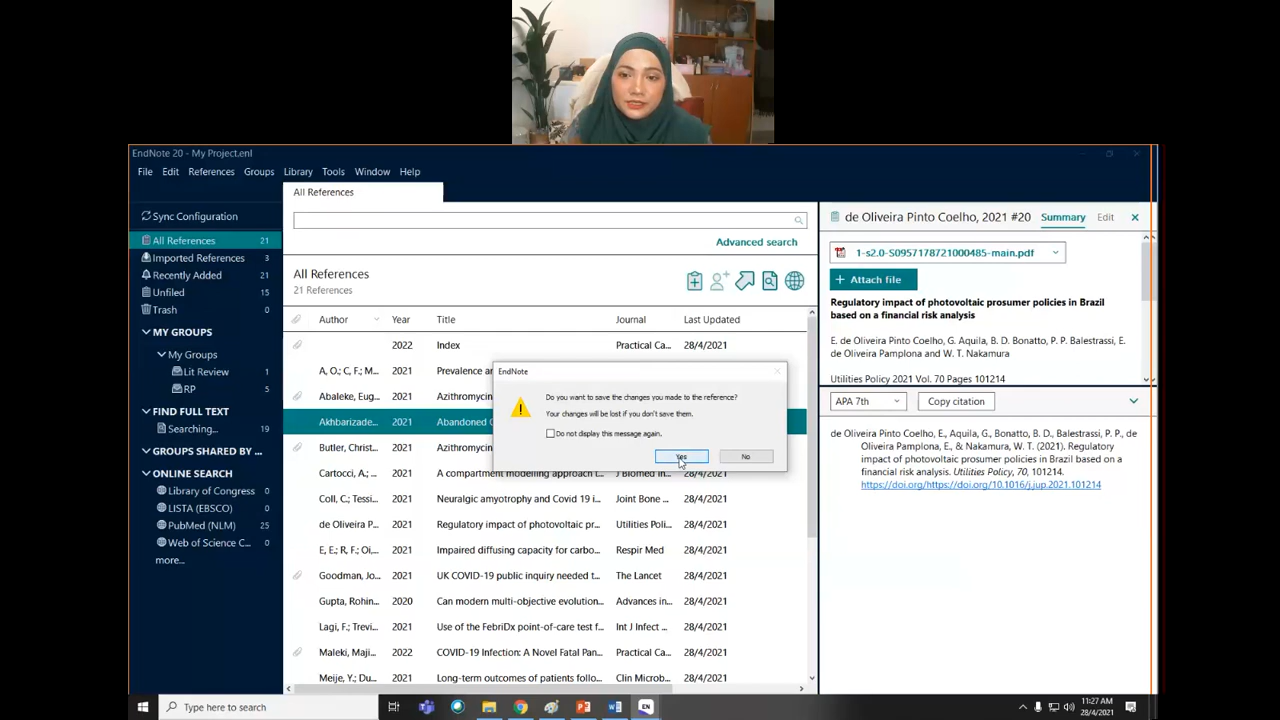 EndNote 20 - My Project.enl
File Edit References Groups Library Tools Window Help
All References
Sync Configuration
All References 21
Imported References 3
Recently Added 21
Unfiled 15
Trash 0
MY GROUPS
My Groups
Lit Review 1
RP 5
FIND FULL TEXT
Searching... 19
GROUPS SHARED BY ...
ONLINE SEARCH
Library of Congress 0
LISTA (EBSCO) 0
PubMed (NLM) 25
Web of Science C... 0
more...
Advanced search
All References
21 References
Author Year Title Journal Last Updated
2022 Index Practical Ca... 28/4/2021
A, O.; C, F.; M... 2021 Prevalence
Abaleke, Eug... 2021 Azithromyc
Akhbarizade... 2021 Abandoned
Butler, Christ... 2021 Azithromyc
Cartocci, A.; ... 2021 A compartment modelling approach t... J Biomed In... 28/4/2021
Coll, C.; Tessi... 2021 Neuralgic amyotrophy and Covid 19 i... Joint Bone ... 28/4/2021
de Oliveira P... 2021 Regulatory impact of photovoltaic pr... Utilities Poli... 28/4/2021
E, E.; R, F.; Oi,... 2021 Impaired diffusing capacity for carbo... Respir Med 28/4/2021
Goodman, Jo... 2021 UK COVID-19 public inquiry needed t... The Lancet 28/4/2021
Gupta, Rohin... 2020 Can modern multi-objective evolution... Advances in... 28/4/2021
Lagi, F.; Trevi... 2021 Use of the FebriDx point-of-care test f... Int J Infect ... 28/4/2021
Maleki, Maji... 2022 COVID-19 Infection: A Novel Fatal Pan... Practical Ca... 28/4/2021
Meije, Y.; Du... 2021 Long-term outcomes of patients follo... Clin Microb... 28/4/2021
EndNote
Do you want to save the changes you made to the reference?
Your changes will be lost if you don't save them.
Do not display this message again.
Yes No
de Oliveira Pinto Coelho, 2021 #20 Summary Edit
1-s2.0-S0957178721000485-main.pdf
+ Attach file
Regulatory impact of photovoltaic prosumer policies in Brazil
based on a financial risk analysis
E. de Oliveira Pinto Coelho, G. Aquila, B. D. Bonatto, P. P. Balestrassi, E.
de Oliveira Pamplona and W. T. Nakamura
Utilities Policy 2021 Vol. 70 Pages 101214
APA 7th Copy citation
de Oliveira Pinto Coelho, E., Aquila, G., Bonatto, B. D., Balestrassi, P. P., de
Oliveira Pamplona, E., & Nakamura, W. T. (2021). Regulatory
impact of photovoltaic prosumer policies in Brazil based on a
financial risk analysis. Utilities Policy, 70, 101214.
https://doi.org/https://doi.org/10.1016/j.jup.2021.101214
Type here to search
EN
11:27 AM
28/4/2021